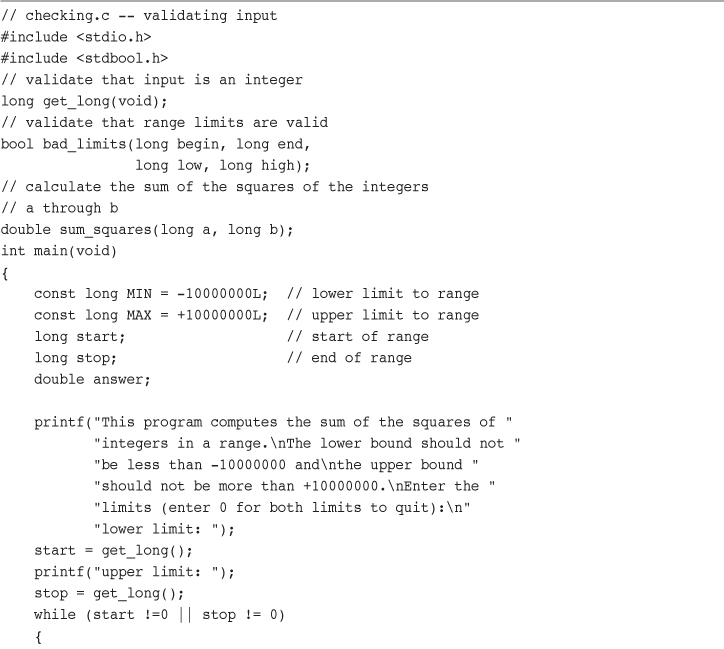 // checking.c -- validating input
#include <stdio.h>
#include <stdbool.h>
// validate that input is an integer
long get_long(void);
// validate that range limits are valid
bool bad_limits(long begin, long end,
                long low, long high);
// calculate the sum of the squares of the integers
// a through b
double sum_squares(long a, long b);
int main(void)
{
    const long MIN = -10000000L;  // lower limit to range
    const long MAX = +10000000L;  // upper limit to range
    long start;                   // start of range
    long stop;                    // end of range
    double answer;

    printf("This program computes the sum of the squares of "
           "integers in a range.\nThe lower bound should not "
           "be less than -10000000 and\nthe upper bound "
           "should not be more than +10000000.\nEnter the "
           "limits (enter 0 for both limits to quit):\n"
           "lower limit: ");
    start = get_long();
    printf("upper limit: ");
    stop = get_long();
    while (start !=0 || stop != 0)
    {